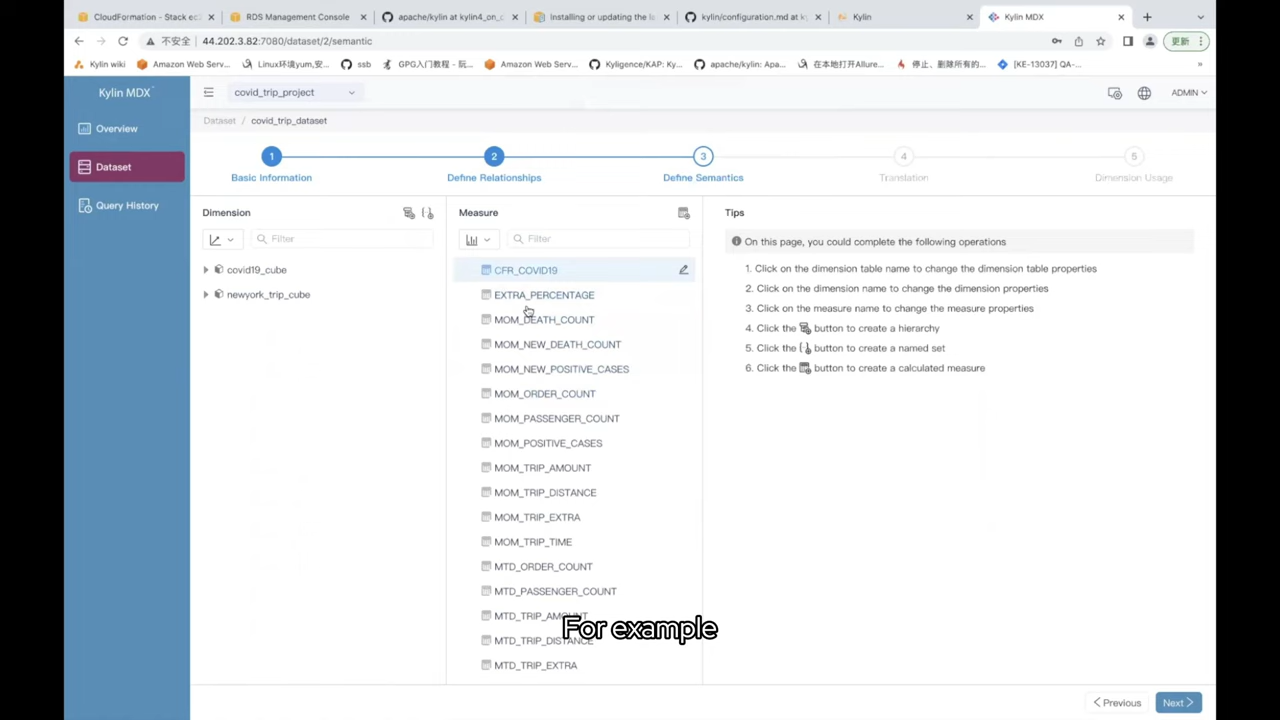 CloudFormation - Stack ec2
RDS Management Console
apache/kylin at kylin4_on_c
Installing or updating the la
kylin/configuration.md at ky
Kylin
Kylin MDX
不安全
44.202.3.82:7080/dataset/2/semantic
更新
Kylin wiki
Amazon Web Serv...
Linux环境yum,安...
ssb
GPG入门教程 - 阮...
Amazon Web Serv...
Kyligence/KAP: Ky...
apache/kylin: Apa...
在本地打开Allure...
停止、删除所有的...
[KE-13037] QA-...
Kylin MDX
covid_trip_project
ADMIN
Overview
Dataset
Query History
Dataset
covid_trip_dataset
1
2
3
4
5
Basic Information
Define Relationships
Define Semantics
Translation
Dimension Usage
Dimension
Filter
covid19_cube
newyork_trip_cube
Measure
Filter
CFR_COVID19
EXTRA_PERCENTAGE
MOM_DEATH_COUNT
MOM_NEW_DEATH_COUNT
MOM_NEW_POSITIVE_CASES
MOM_ORDER_COUNT
MOM_PASSENGER_COUNT
MOM_POSITIVE_CASES
MOM_TRIP_AMOUNT
MOM_TRIP_DISTANCE
MOM_TRIP_EXTRA
MOM_TRIP_TIME
MTD_ORDER_COUNT
MTD_PASSENGER_COUNT
MTD_TRIP_AMOUNT
MTD_TRIP_DISTANCE
MTD_TRIP_EXTRA
Tips
On this page, you could complete the following operations
1. Click on the dimension table name to change the dimension table properties
2. Click on the dimension name to change the dimension properties
3. Click on the measure name to change the measure properties
4. Click the button to create a hierarchy
5. Click the button to create a named set
6. Click the button to create a calculated measure
For example
Previous
Next